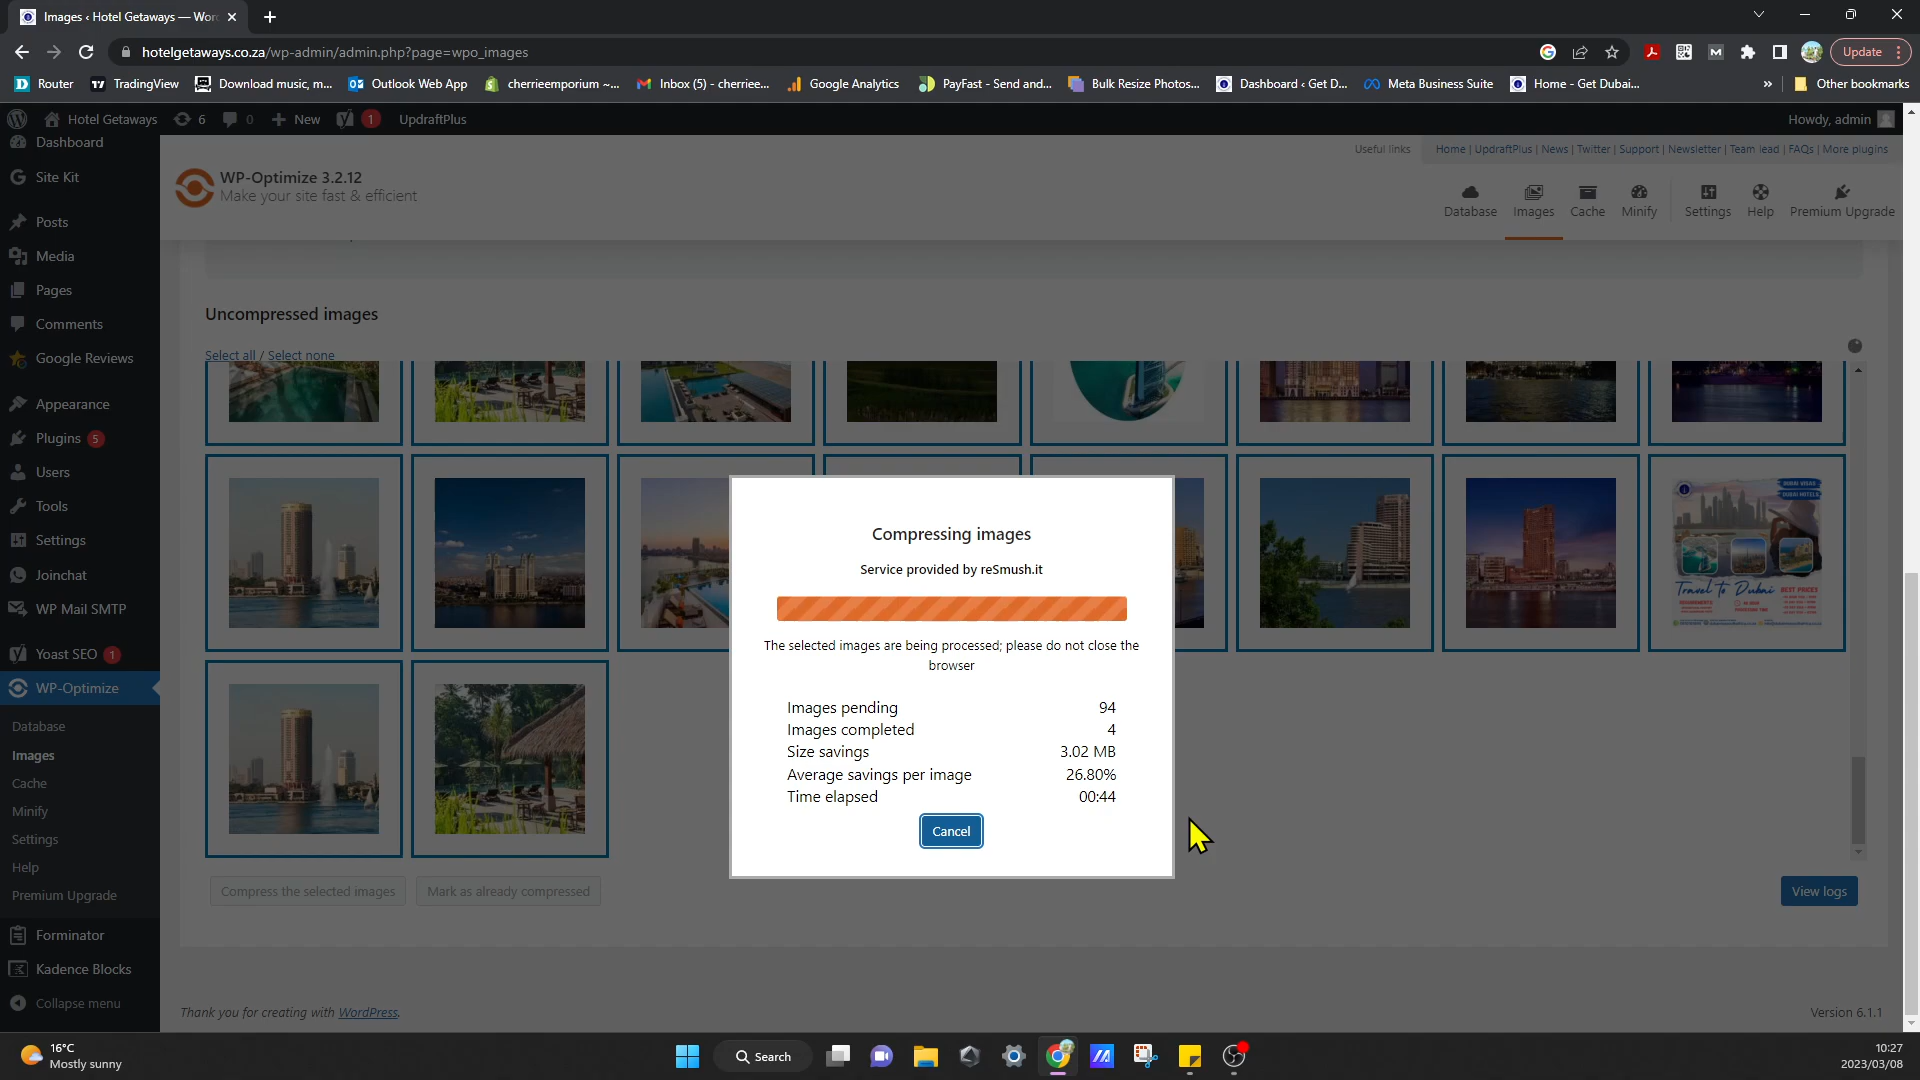 Images ‹ Hotel Getaways — Wor
hotelgetaways.co.za/wp-admin/admin.php?page=wpo_images
Update
Router
TradingView
Download music, m...
Outlook Web App
cherrieemporium ~...
Inbox (5) - cherriee...
Google Analytics
PayFast - Send and...
Bulk Resize Photos...
Dashboard ‹ Get D...
Meta Business Suite
Home - Get Dubai...
»
Other bookmarks
Hotel Getaways
6
0
New
1
UpdraftPlus
Howdy, admin
Dashboard
Site Kit
Posts
Media
Pages
Comments
Google Reviews
Appearance
Plugins 5
Users
Tools
Settings
Joinchat
WP Mail SMTP
Yoast SEO 1
WP-Optimize
Database
Images
Cache
Minify
Settings
Help
Premium Upgrade
Forminator
Kadence Blocks
Collapse menu
WP-Optimize 3.2.12
Make your site fast & efficient
Useful links
Home | UpdraftPlus | News | Twitter | Support | Newsletter | Team lead | FAQs | More plugins
Database
Images
Cache
Minify
Settings
Help
Premium Upgrade
Uncompressed images
Select all / Select none
DUBAI VISAS
DUBAI HOTELS
Travel to Dubai
BEST PRICES
Compressing images
Service provided by reSmush.it
The selected images are being processed; please do not close the
browser
Images pending 94
Images completed 4
Size savings 3.02 MB
Average savings per image 26.80%
Time elapsed 00:44
Cancel
Compress the selected images
Mark as already compressed
View logs
Thank you for creating with WordPress.
Version 6.1.1
16°C
Mostly sunny
Search
10:27
2023/03/08